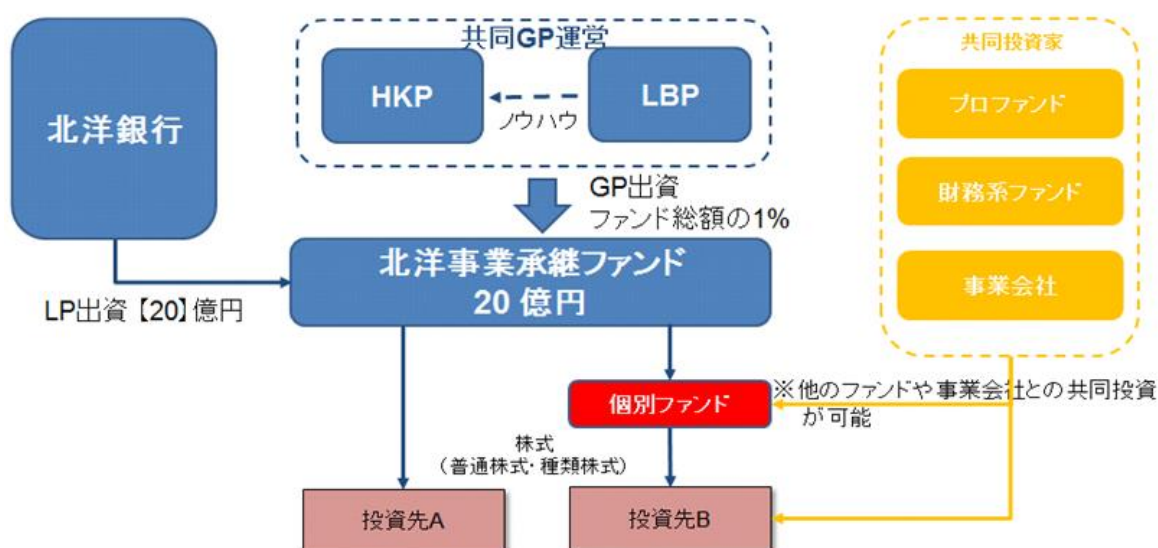 北洋銀行
共同GP運営
HKP
LBP
ノウハウ
GP出資
ファンド総額の1%
共同投資家
プロファンド
財務系ファンド
事業会社
北洋事業承継ファンド
20 億円
LP出資【20】億円
個別ファンド
※他のファンドや事業会社との共同投資
が可能
株式
（普通株式・種類株式）
投資先A
投資先B